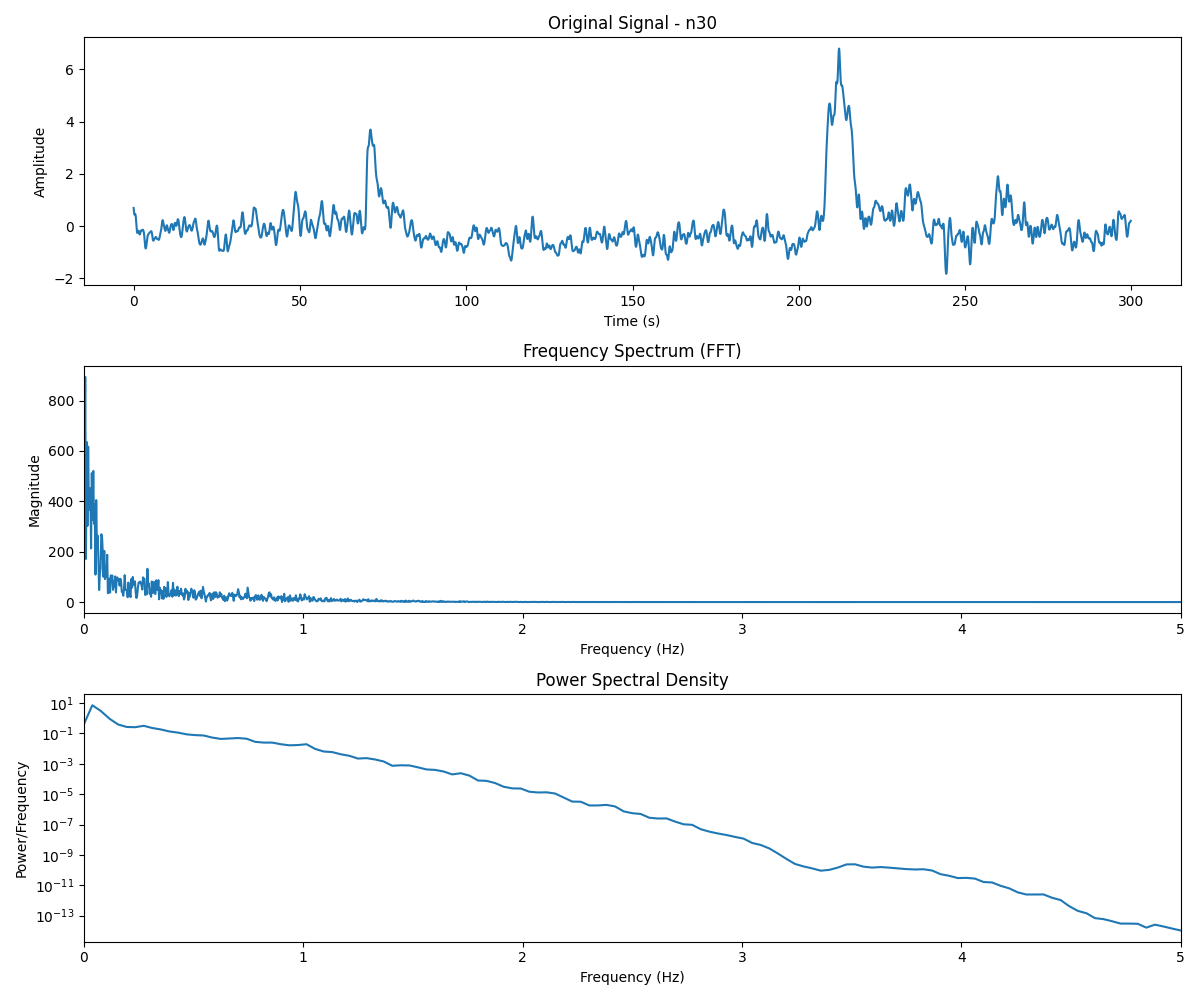 Original Signal - n30
Amplitude
6
4
2
0
−2
0 50 100 150 200 250 300
Time (s)
Frequency Spectrum (FFT)
Magnitude
800
600
400
200
0
0 1 2 3 4 5
Frequency (Hz)
Power Spectral Density
Power/Frequency
10^1
10^−1
10^−3
10^−5
10^−7
10^−9
10^−11
10^−13
0 1 2 3 4 5
Frequency (Hz)